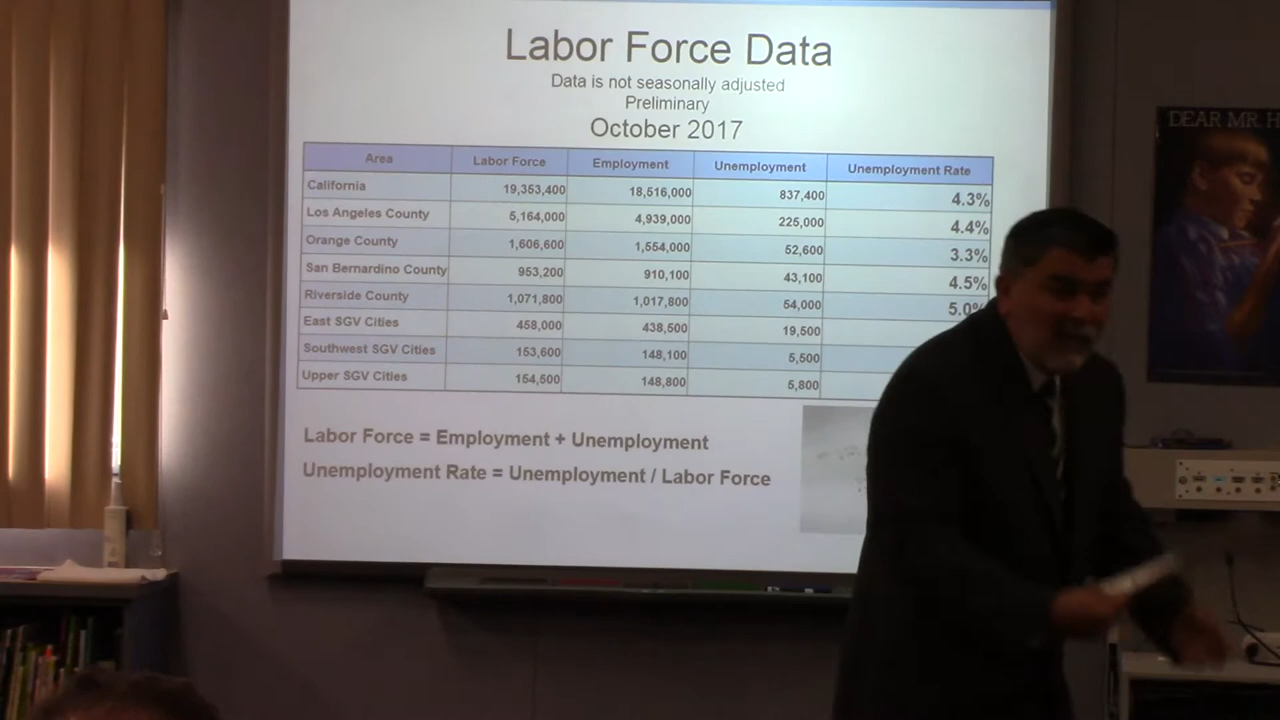 Labor Force Data
Data is not seasonally adjusted
Preliminary
October 2017
Area Labor Force Employment Unemployment Unemployment Rate
California 19,353,400 18,516,000 837,400 4.3%
Los Angeles County 5,164,000 4,939,000 225,000 4.4%
Orange County 1,606,600 1,554,000 52,600 3.3%
San Bernardino County 953,200 910,100 43,100 4.5%
Riverside County 1,071,800 1,017,800 54,000 5.0%
East SGV Cities 458,000 438,500 19,500
Southwest SGV Cities 153,600 148,100 5,500
Upper SGV Cities 154,500 148,800 5,800
Labor Force = Employment + Unemployment
Unemployment Rate = Unemployment / Labor Force
DEAR MR. H